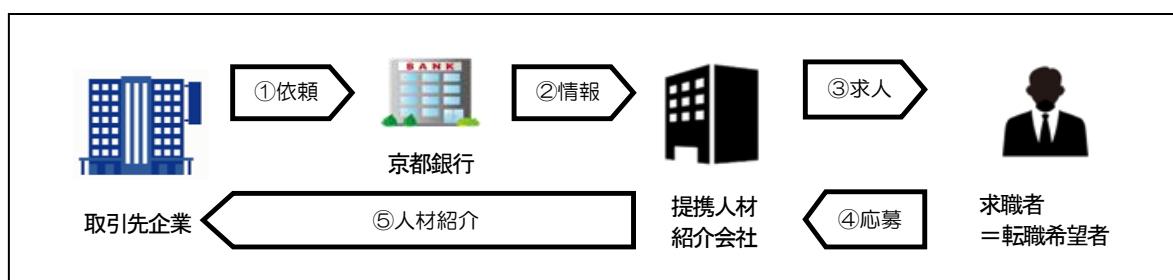 ①依頼
BANK
②情報
③求人
京都銀行
取引先企業
⑤人材紹介
提携人材
紹介会社
④応募
求職者
＝転職希望者